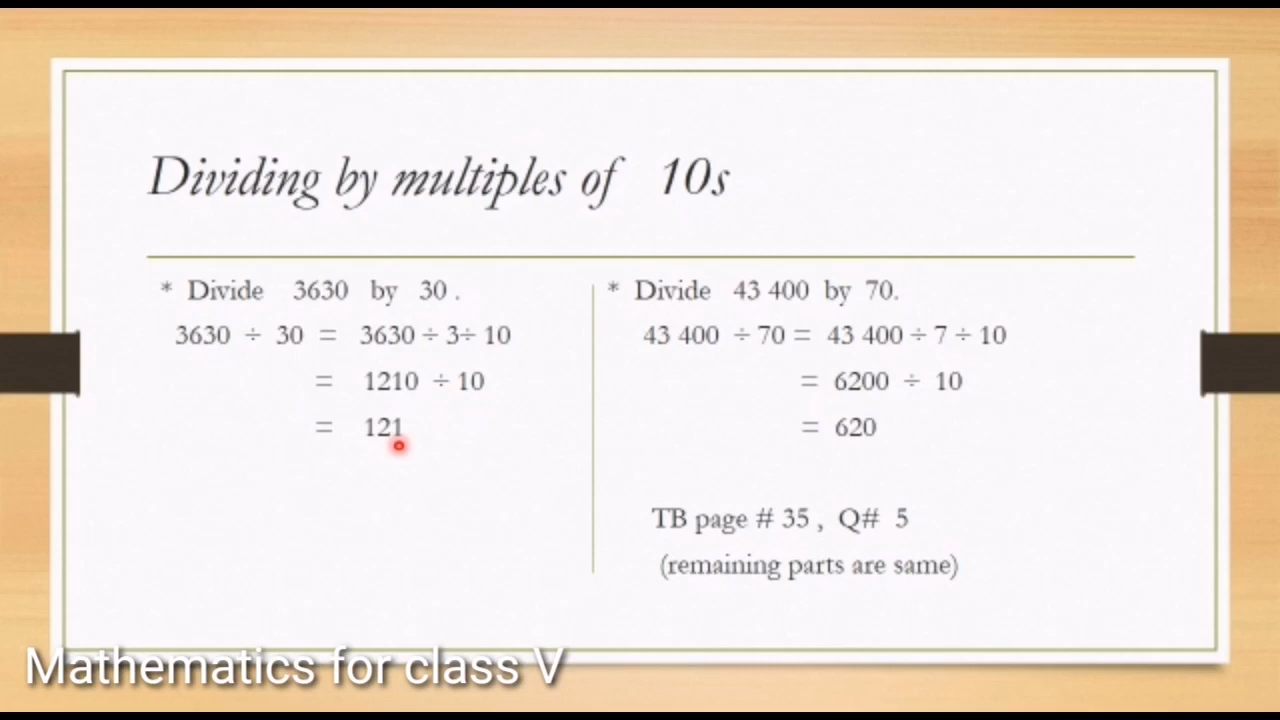 Dividing by multiples of 10s
* Divide 3630 by 30 .
3630 ÷ 30 = 3630 ÷ 3÷ 10
= 1210 ÷ 10
= 121
* Divide 43 400 by 70.
43 400 ÷ 70 = 43 400 ÷ 7 ÷ 10
= 6200 ÷ 10
= 620
TB page # 35 , Q# 5
(remaining parts are same)
Mathematics for class V